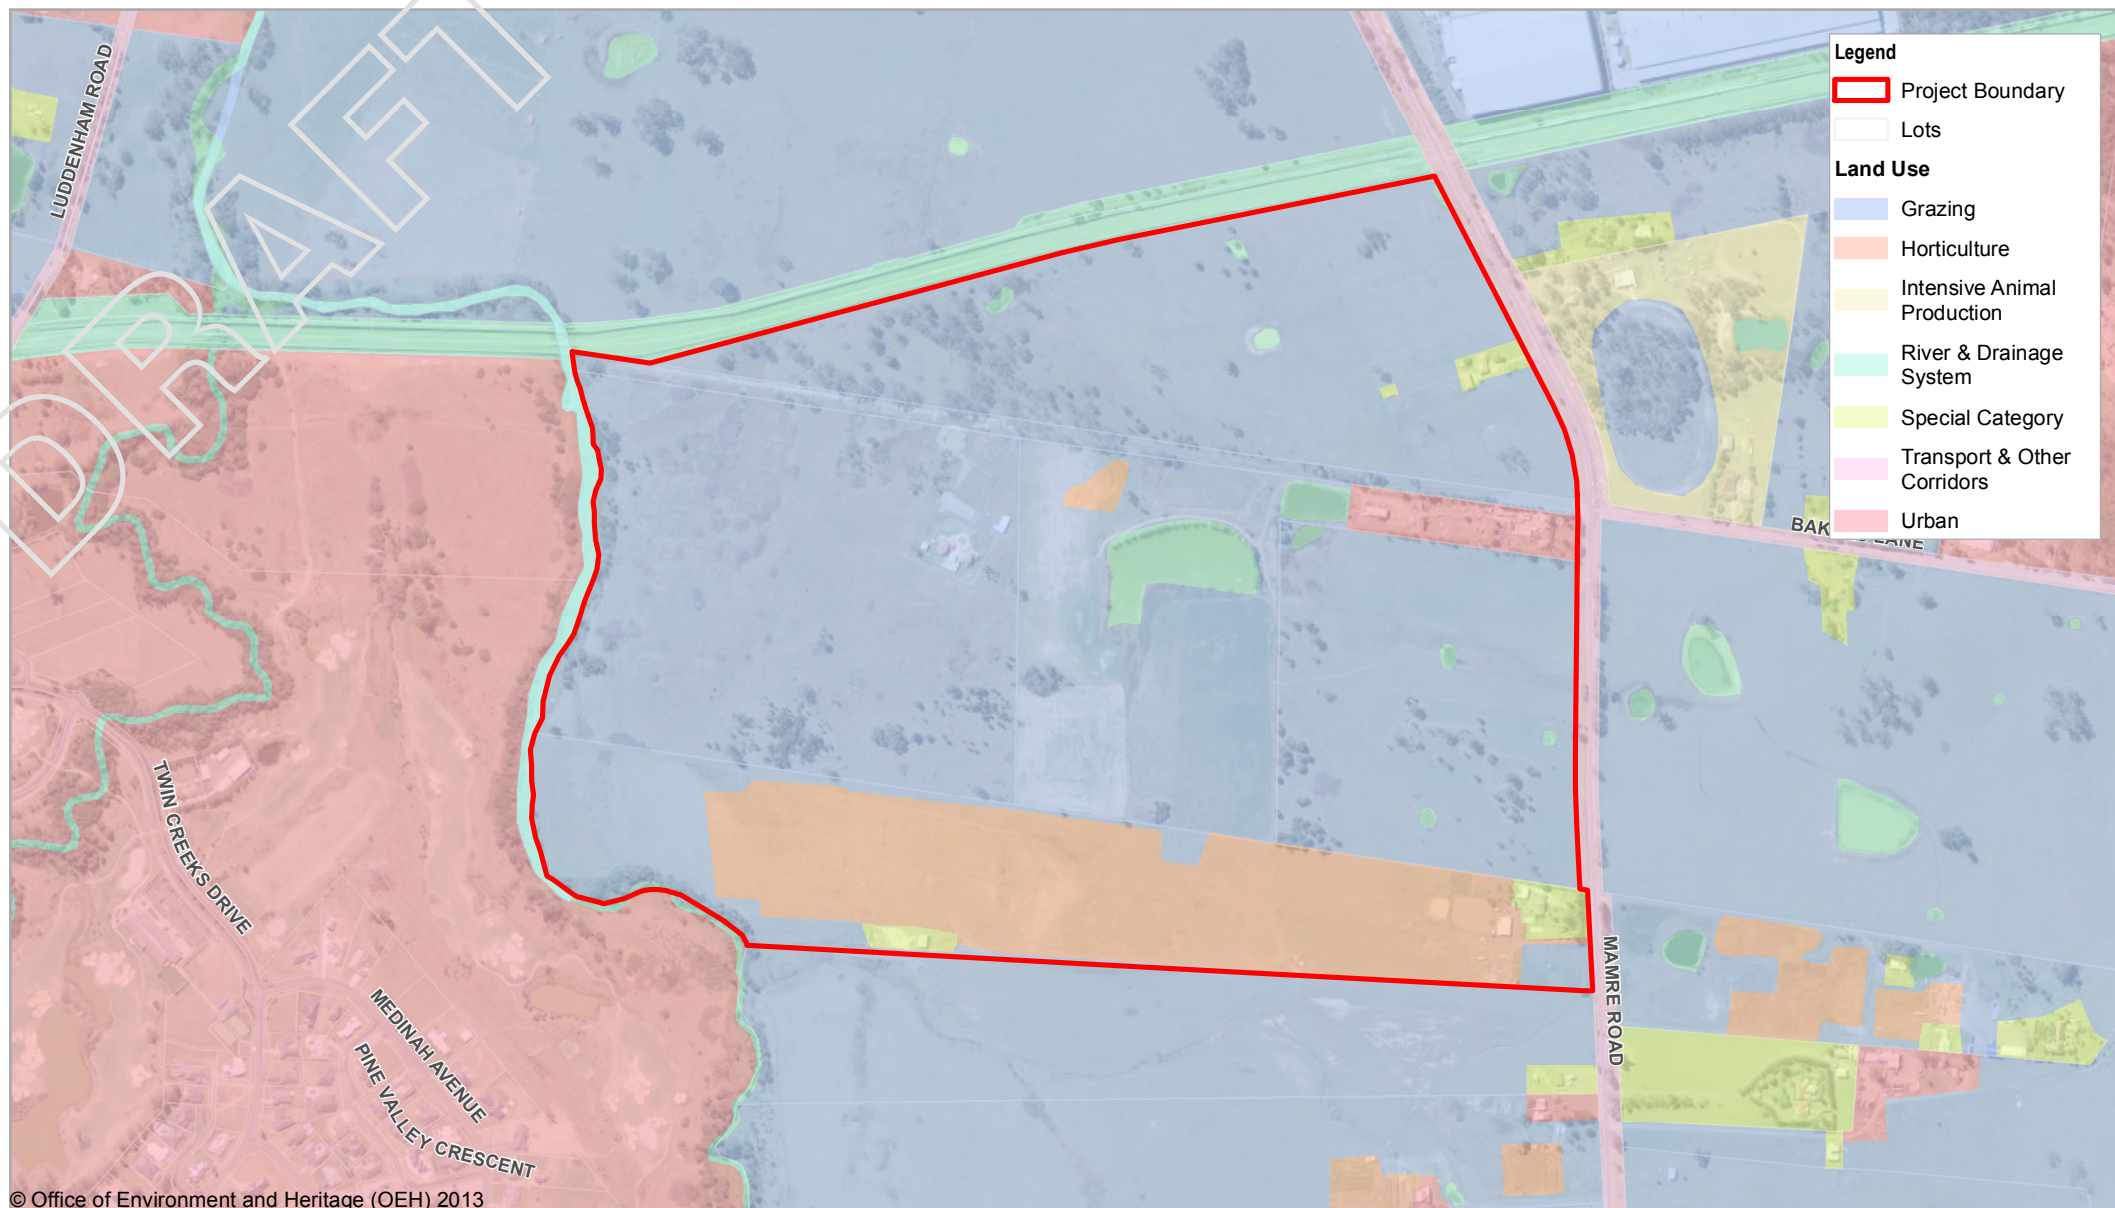 DRAFT
LUDDENHAM ROAD
Legend
Project Boundary
Lots
Land Use
Grazing
Horticulture
Intensive Animal
Production
River & Drainage
System
Special Category
Transport & Other
Corridors
Urban
LANE
TWIN CREEKS DRIVE
MEDINAH AVENUE
PINE VALLEY CRESCENT
MAMRE ROAD
© Office of Environment and Heritage (OEH) 2013